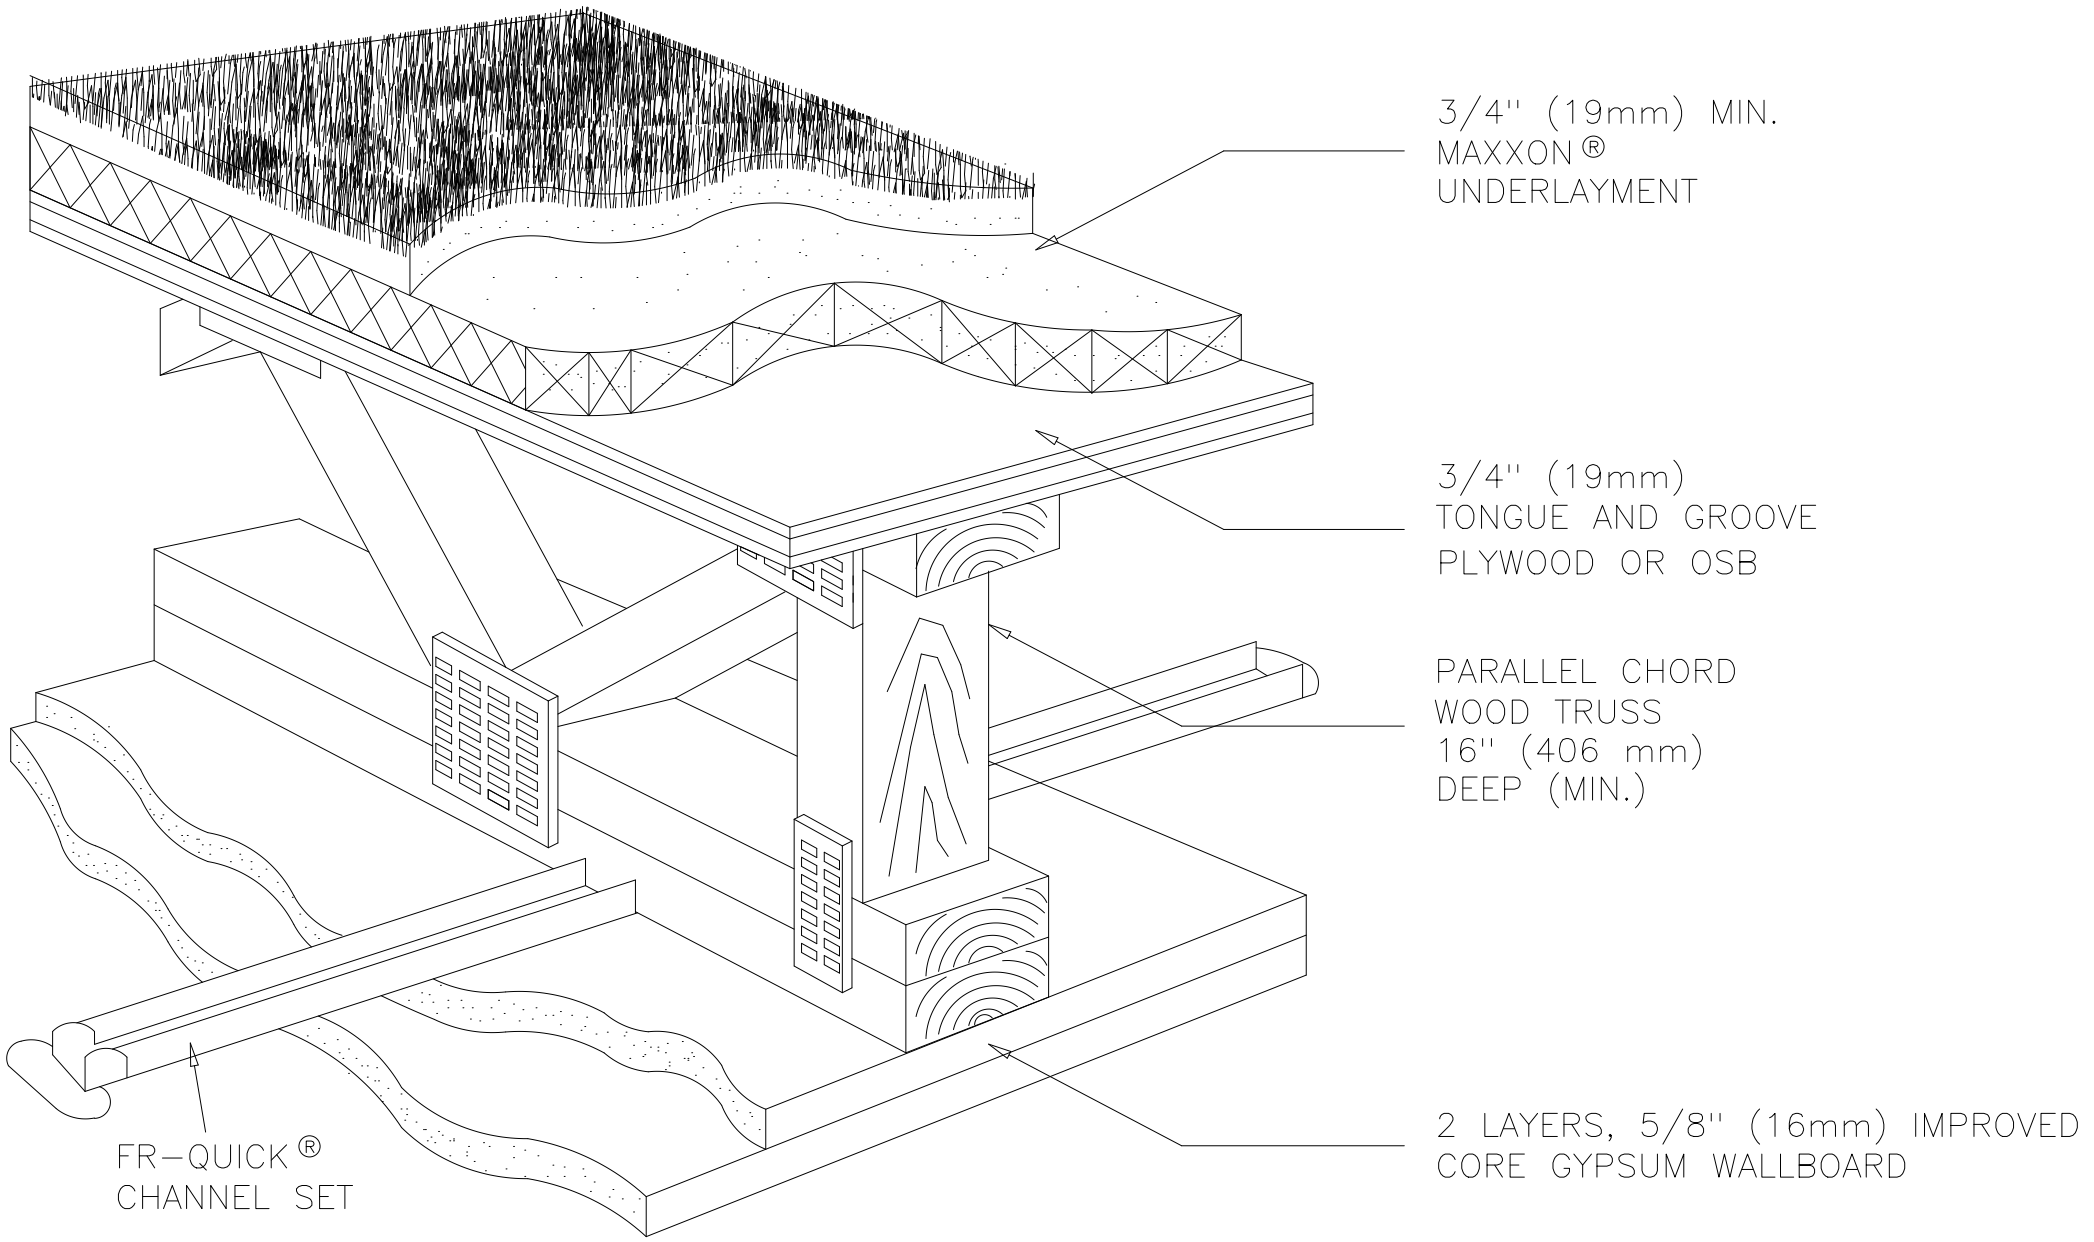 3/4" (19mm) MIN.
MAXXON®
UNDERLAYMENT
3/4" (19mm)
TONGUE AND GROOVE
PLYWOOD OR OSB
PARALLEL CHORD
WOOD TRUSS
16" (406 mm)
DEEP (MIN.)
2 LAYERS, 5/8" (16mm) IMPROVED
CORE GYPSUM WALLBOARD
FR-QUICK®
CHANNEL SET